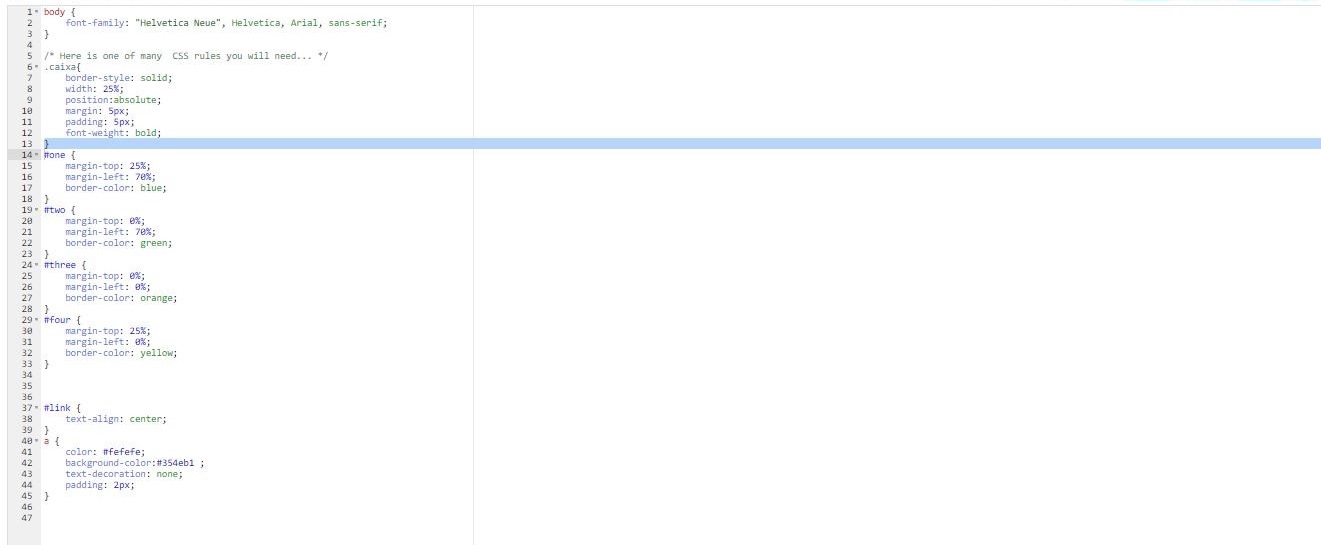 1 body {
2 font-family: "Helvetica Neue", Helvetica, Arial, sans-serif;
3 }
4
5 /* Here is one of many  CSS rules you will need... */
6 .caixa{
7 border-style: solid;
8 width: 25%;
9 position:absolute;
10 margin: 5px;
11 padding: 5px;
12 font-weight: bold;
13 }
14 #one {
15 margin-top: 25%;
16 margin-left: 70%;
17 border-color: blue;
18 }
19 #two {
20 margin-top: 0%;
21 margin-left: 70%;
22 border-color: green;
23 }
24 #three {
25 margin-top: 0%;
26 margin-left: 0%;
27 border-color: orange;
28 }
29 #four {
30 margin-top: 25%;
31 margin-left: 0%;
32 border-color: yellow;
33 }
34
35
36
37 #link {
38 text-align: center;
39 }
40 a {
41 color: #fefefe;
42 background-color:#354eb1 ;
43 text-decoration: none;
44 padding: 2px;
45 }
46
47